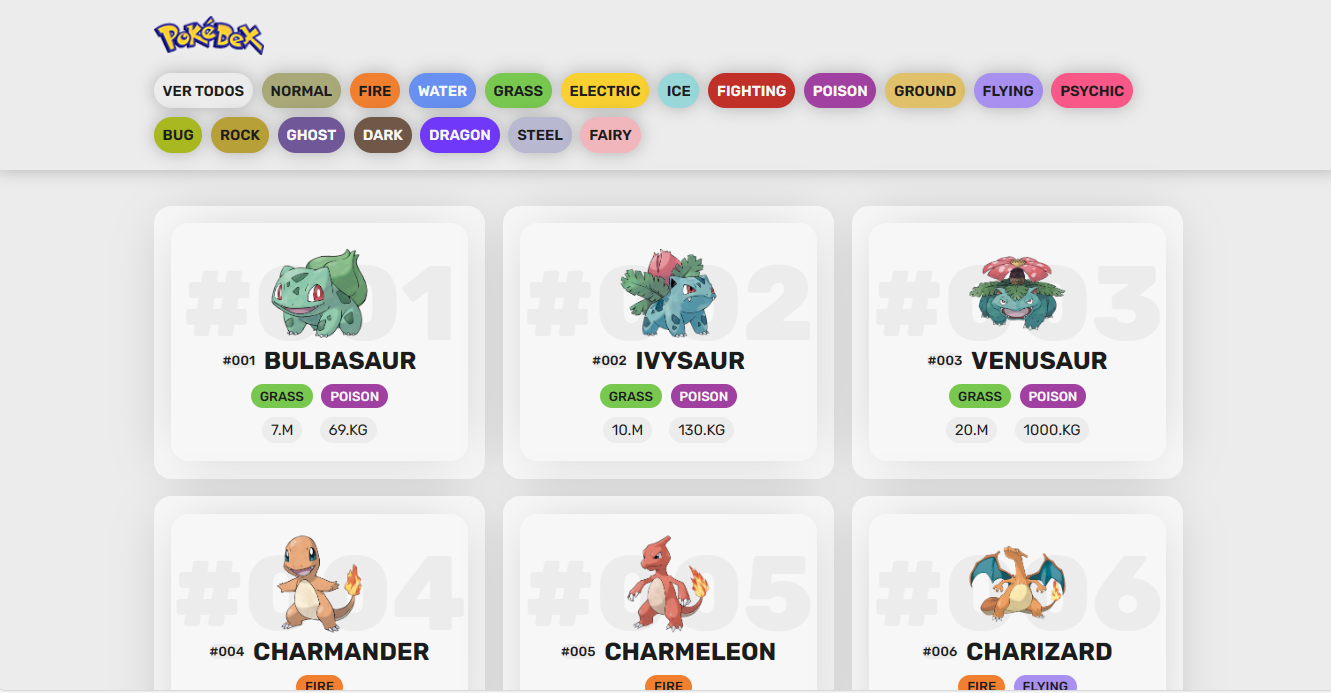 POKÉDEX
VER TODOS NORMAL FIRE WATER GRASS ELECTRIC ICE FIGHTING POISON GROUND FLYING PSYCHIC
BUG ROCK GHOST DARK DRAGON STEEL FAIRY
#001
#001 BULBASAUR
GRASS POISON
7.M 69.KG
#002
#002 IVYSAUR
GRASS POISON
10.M 130.KG
#003
#003 VENUSAUR
GRASS POISON
20.M 1000.KG
#004
#004 CHARMANDER
FIRE
#005
#005 CHARMELEON
FIRE
#006
#006 CHARIZARD
FIRE FLYING